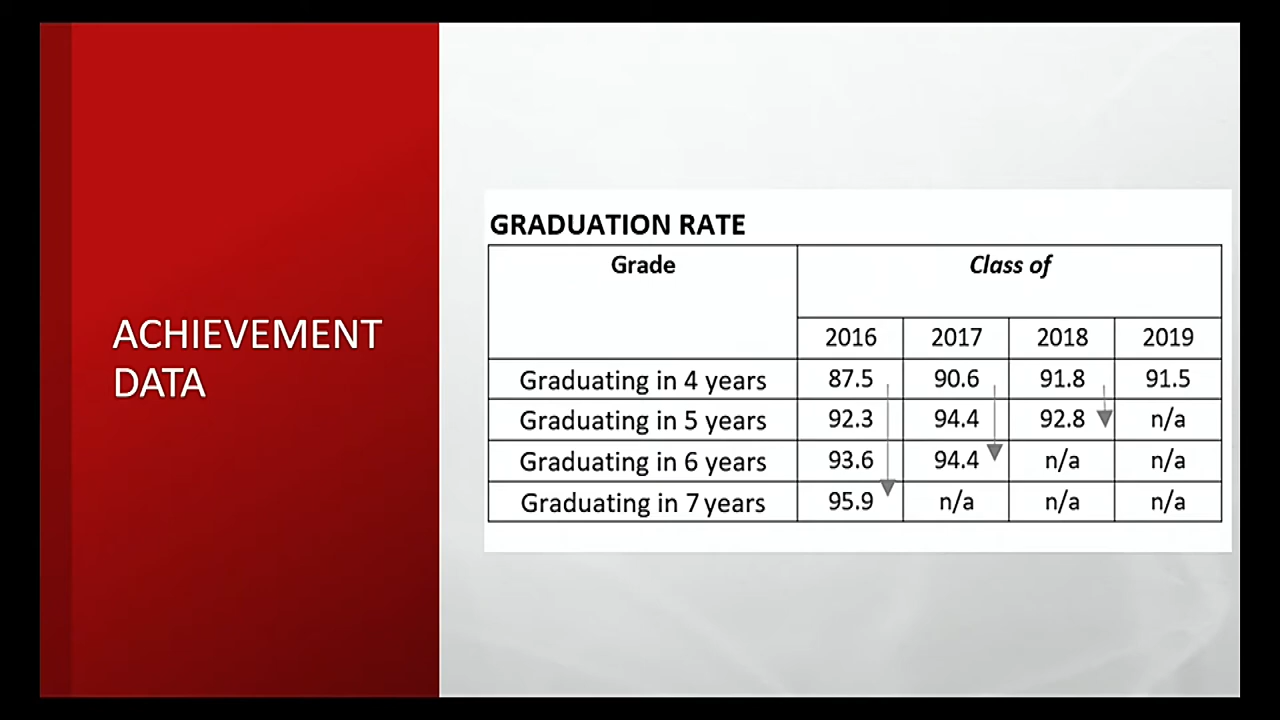 ACHIEVEMENT
DATA
GRADUATION RATE
Grade Class of
2016 2017 2018 2019
Graduating in 4 years 87.5 90.6 91.8 91.5
Graduating in 5 years 92.3 94.4 92.8 n/a
Graduating in 6 years 93.6 94.4 n/a n/a
Graduating in 7 years 95.9 n/a n/a n/a